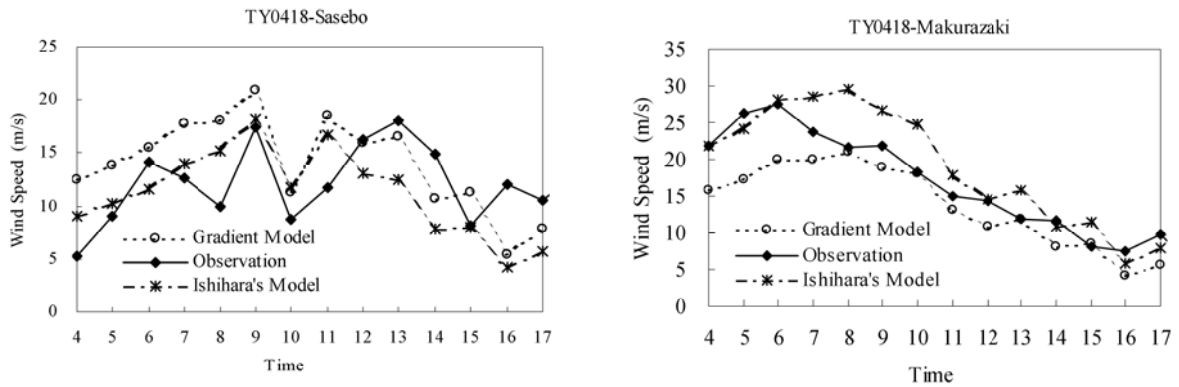 TY0418-Sasebo
25
20
15
10
5
0
Wind Speed (m/s)
Gradient Model
Observation
Ishihara's Model
4 5 6 7 8 9 10 11 12 13 14 15 16 17
Time
TY0418-Makurazaki
35
30
25
20
15
10
5
0
Wind Speed (m/s)
Gradient Model
Observation
Ishihara's Model
4 5 6 7 8 9 10 11 12 13 14 15 16 17
Time